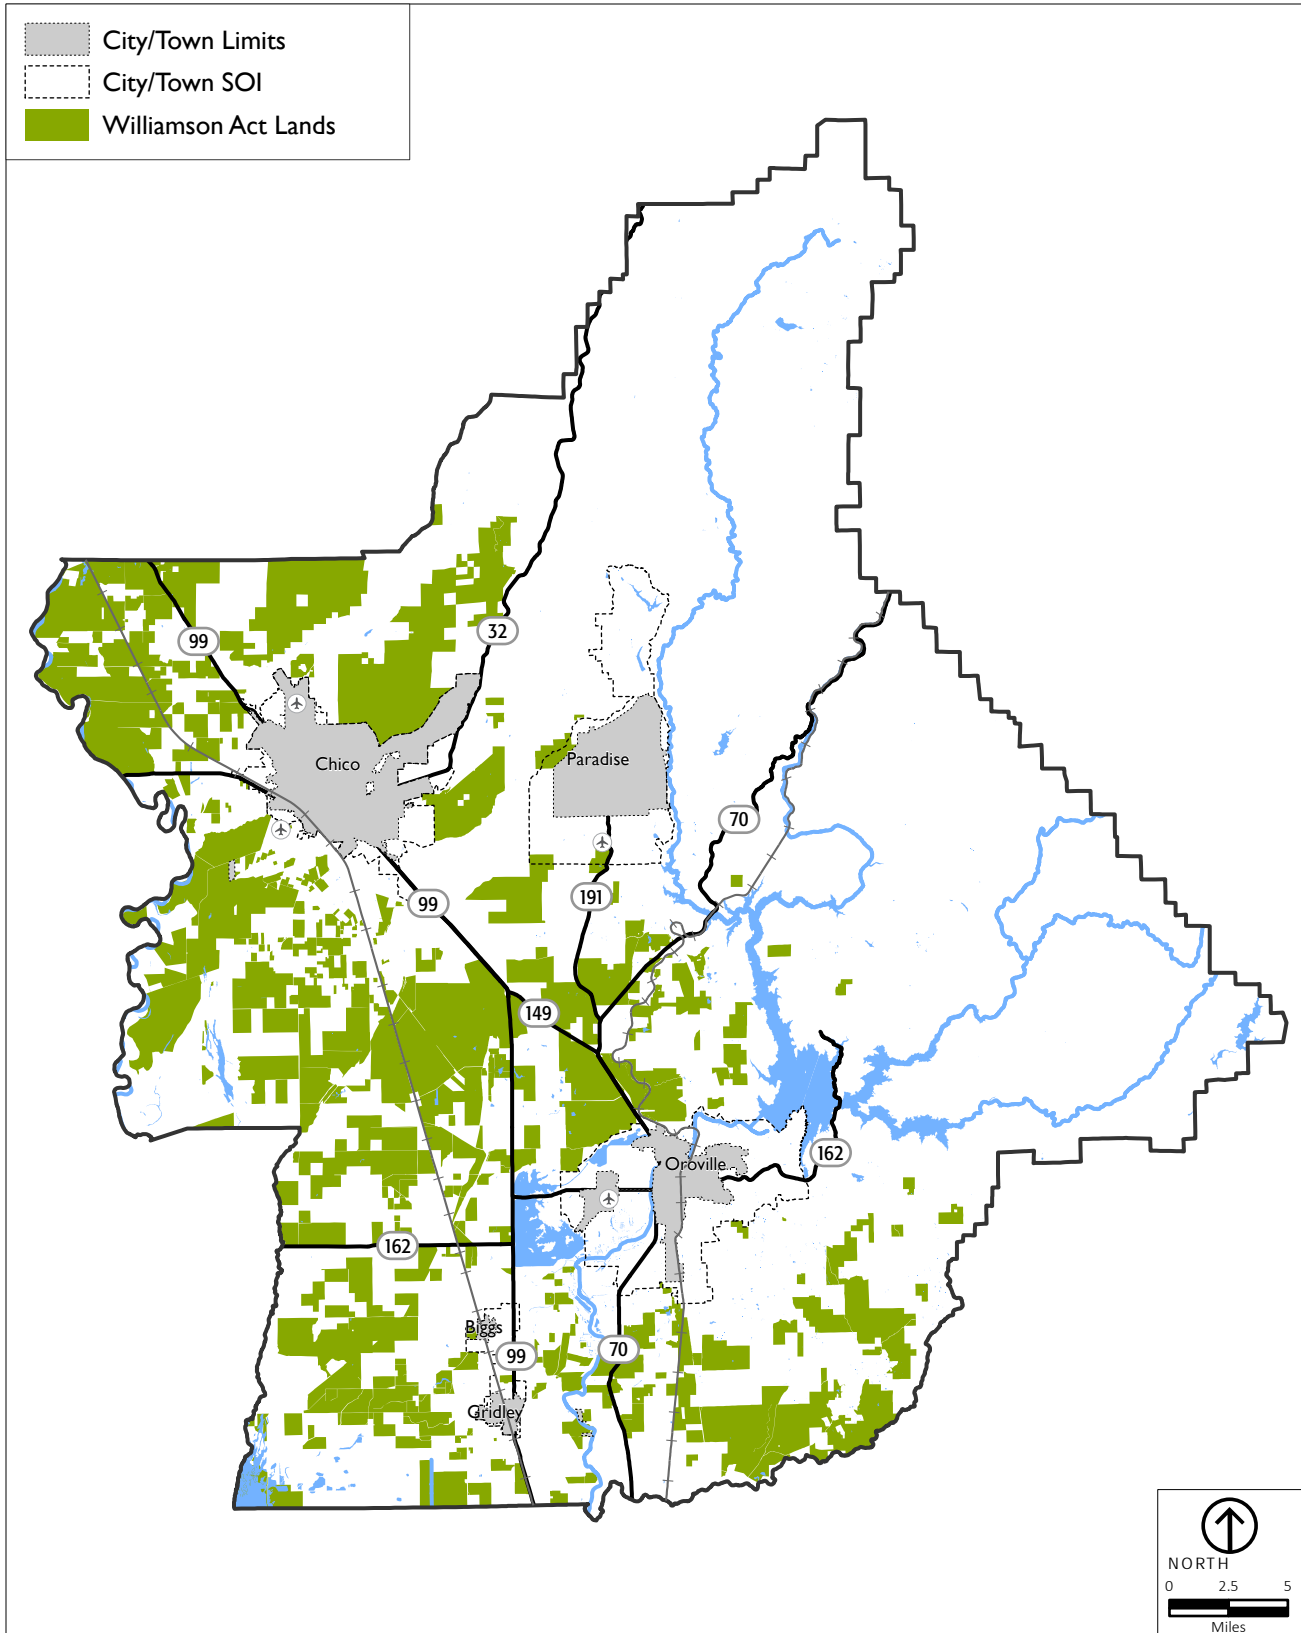 City/Town Limits
City/Town SOI
Williamson Act Lands
99
32
Chico
Paradise
70
191
99
149
Oroville
162
162
Biggs
99
70
Gridley
NORTH
0 2.5 5
Miles